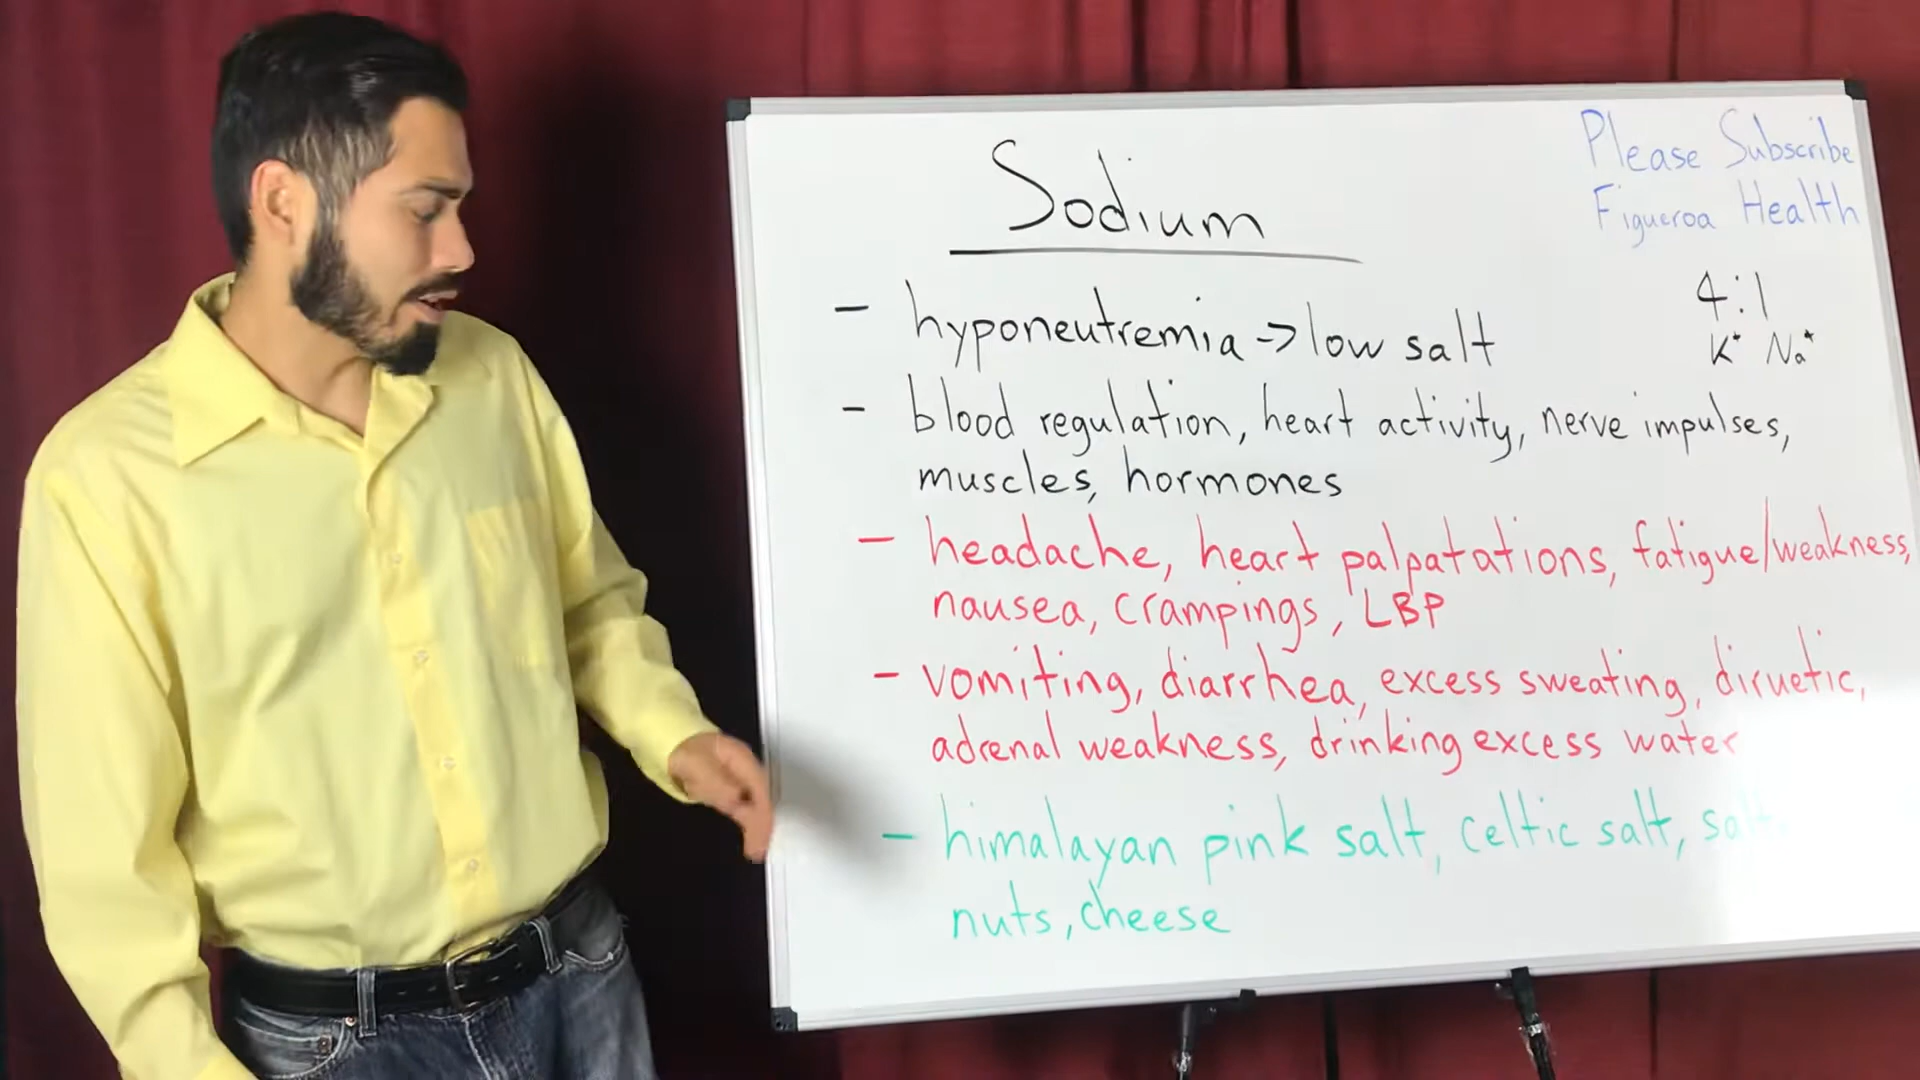 Please Subscribe
Figueroa Health
Sodium
4:1
K⁺ Na⁺
- hyponeutremia -> low salt
- blood regulation, heart activity, nerve impulses,
muscles, hormones
- headache, heart palpatations, fatigue/weakness,
nausea, crampings, LBP
- vomiting, diarrhea, excess sweating, diruetic,
adrenal weakness, drinking excess water
- himalayan pink salt, celtic salt, salt,
nuts, cheese